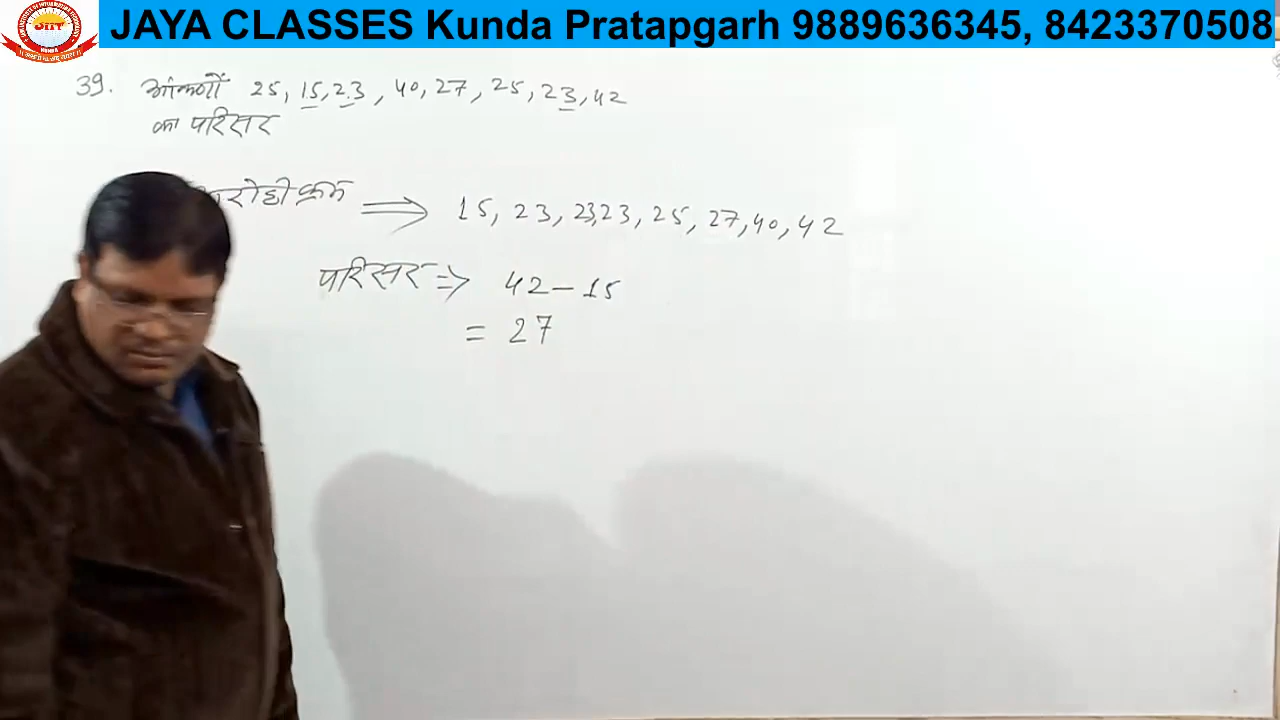 JAYA CLASSES Kunda Pratapgarh 9889636345, 8423370508
39. आंकणों 25, 15, 23, 40, 27, 25, 23, 42
का परिसर
रोही क्रम ⇒ 15, 23, 23, 23, 25, 27, 40, 42
परिसर ⇒ 42 – 15
= 27